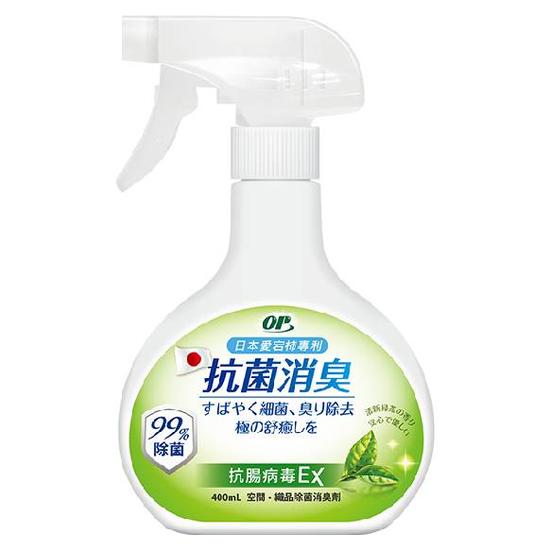 OP
日本愛宕柿專利
抗菌消臭
すばやく細菌、臭り除去
極の舒癒しを
清新綠茶の香り
安心で優しい
99%
除菌
抗腸病毒EX
400mL 空間・織品除菌消臭劑